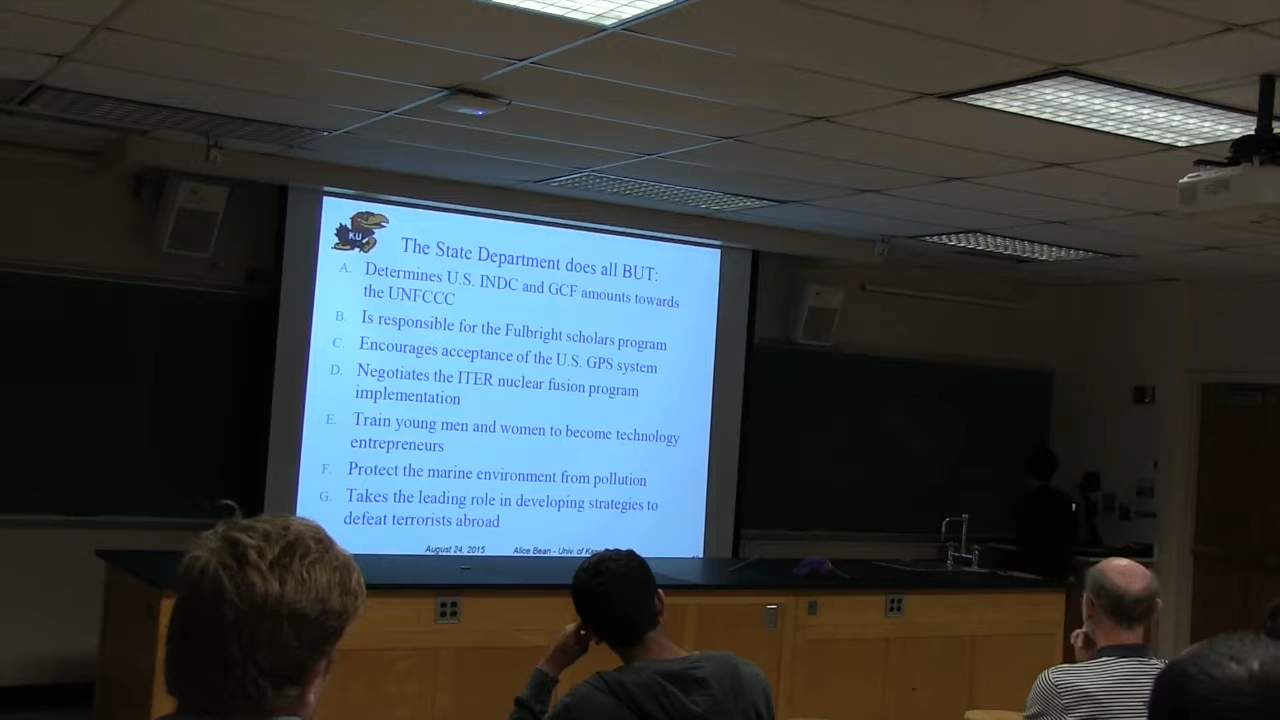 KU
The State Department does all BUT:
A. Determines U.S. INDC and GCF amounts towards
the UNFCCC
B. Is responsible for the Fulbright scholars program
C. Encourages acceptance of the U.S. GPS system
D. Negotiates the ITER nuclear fusion program
implementation
E. Train young men and women to become technology
entrepreneurs
F. Protect the marine environment from pollution
G. Takes the leading role in developing strategies to
defeat terrorists abroad
August 24, 2015 Alice Bean - Univ. of